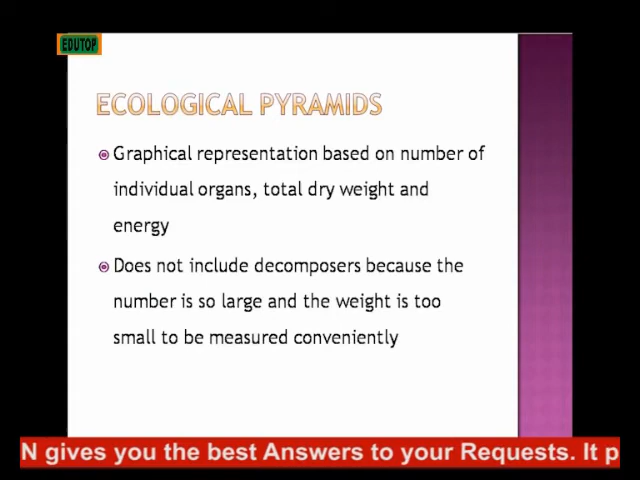 EDUTOP
ECOLOGICAL PYRAMIDS
Graphical representation based on number of
individual organs, total dry weight and
energy
Does not include decomposers because the
number is so large and the weight is too
small to be measured conveniently
N gives you the best Answers to your Requests. It p